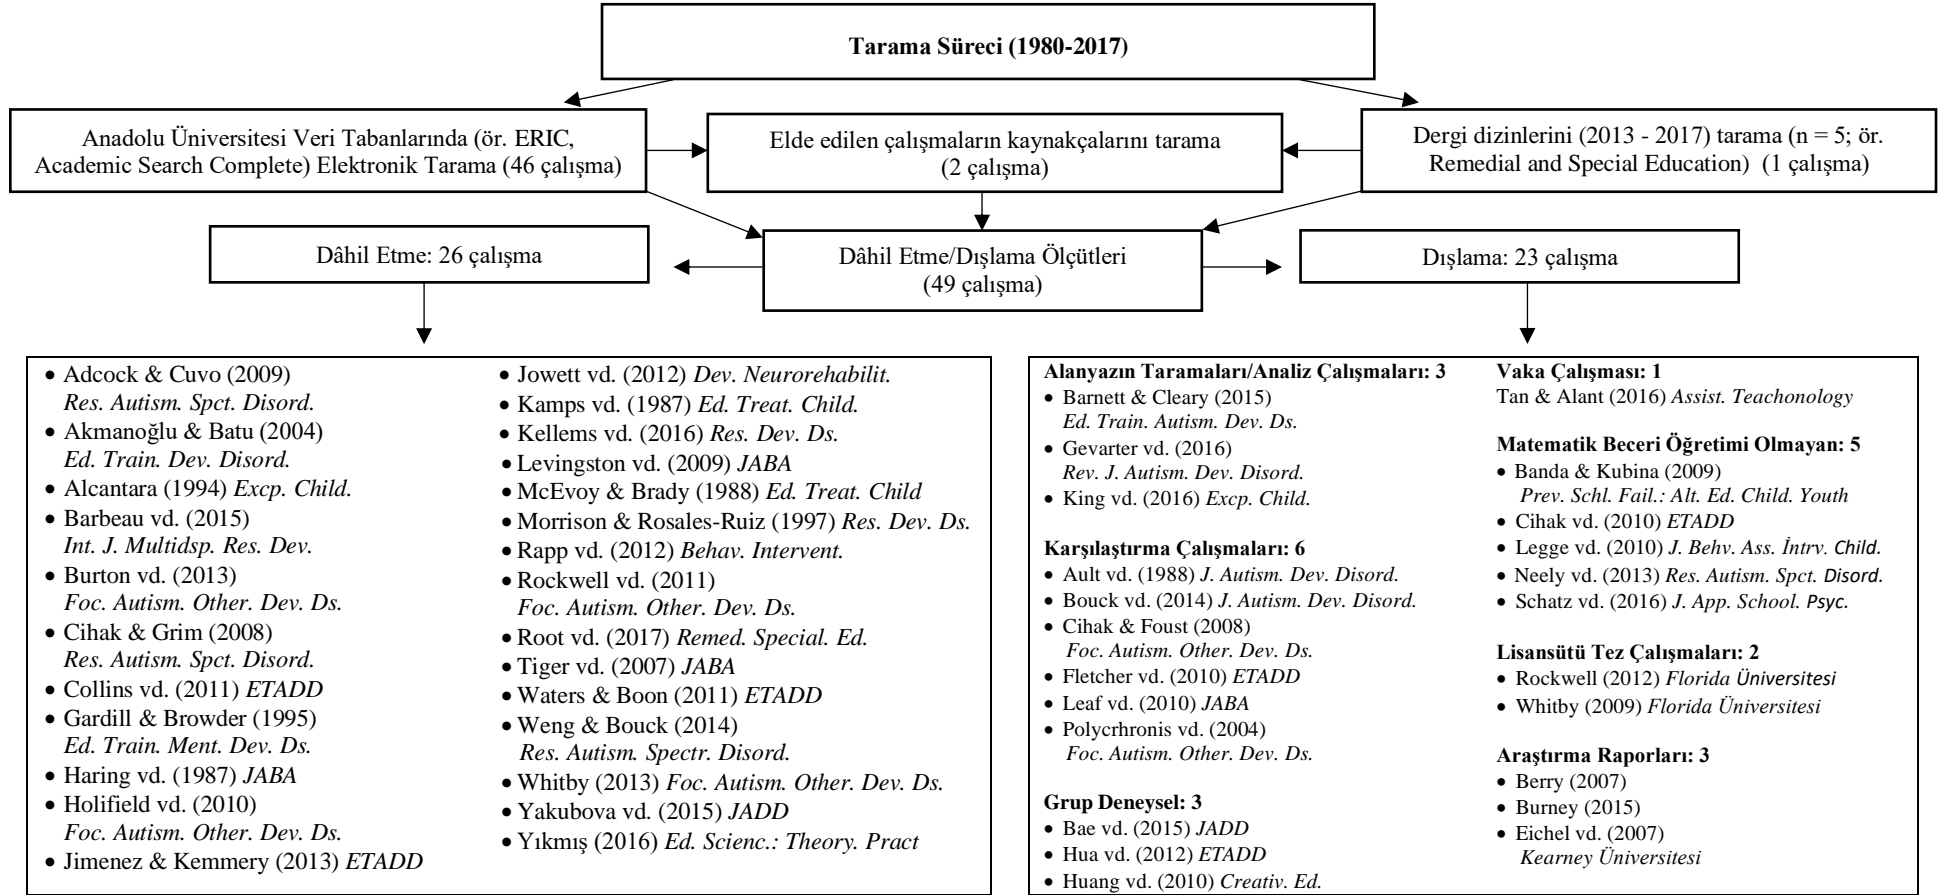 Tarama Süreci (1980-2017)
Anadolu Üniversitesi Veri Tabanlarında (ör. ERIC,
Academic Search Complete) Elektronik Tarama (46 çalışma)
Elde edilen çalışmaların kaynakçalarını tarama
(2 çalışma)
Dergi dizinlerini (2013 - 2017) tarama (n = 5; ör.
Remedial and Special Education) (1 çalışma)
Dâhil Etme: 26 çalışma
Dâhil Etme/Dışlama Ölçütleri
(49 çalışma)
Dışlama: 23 çalışma
• Adcock & Cuvo (2009)
Res. Autism. Spct. Disord.
• Akmanoğlu & Batu (2004)
Ed. Train. Dev. Disord.
• Alcantara (1994) Excp. Child.
• Barbeau vd. (2015)
Int. J. Multidsp. Res. Dev.
• Burton vd. (2013)
Foc. Autism. Other. Dev. Ds.
• Cihak & Grim (2008)
Res. Autism. Spct. Disord.
• Collins vd. (2011) ETADD
• Gardill & Browder (1995)
Ed. Train. Ment. Dev. Ds.
• Haring vd. (1987) JABA
• Holifield vd. (2010)
Foc. Autism. Other. Dev. Ds.
• Jimenez & Kemmery (2013) ETADD
• Jowett vd. (2012) Dev. Neurorehabilit.
• Kamps vd. (1987) Ed. Treat. Child.
• Kellems vd. (2016) Res. Dev. Ds.
• Levingston vd. (2009) JABA
• McEvoy & Brady (1988) Ed. Treat. Child
• Morrison & Rosales-Ruiz (1997) Res. Dev. Ds.
• Rapp vd. (2012) Behav. Intervent.
• Rockwell vd. (2011)
Foc. Autism. Other. Dev. Ds.
• Root vd. (2017) Remed. Special. Ed.
• Tiger vd. (2007) JABA
• Waters & Boon (2011) ETADD
• Weng & Bouck (2014)
Res. Autism. Spectr. Disord.
• Whitby (2013) Foc. Autism. Other. Dev. Ds.
• Yakubova vd. (2015) JADD
• Yıkmış (2016) Ed. Scienc.: Theory. Pract
Alanyazın Taramaları/Analiz Çalışmaları: 3
• Barnett & Cleary (2015)
Ed. Train. Autism. Dev. Ds.
• Gevarter vd. (2016)
Rev. J. Autism. Dev. Disord.
• King vd. (2016) Excp. Child.
Karşılaştırma Çalışmaları: 6
• Ault vd. (1988) J. Autism. Dev. Disord.
• Bouck vd. (2014) J. Autism. Dev. Disord.
• Cihak & Foust (2008)
Foc. Autism. Other. Dev. Ds.
• Fletcher vd. (2010) ETADD
• Leaf vd. (2010) JABA
• Polycrhronis vd. (2004)
Foc. Autism. Other. Dev. Ds.
Grup Deneysel: 3
• Bae vd. (2015) JADD
• Hua vd. (2012) ETADD
• Huang vd. (2010) Creativ. Ed.
Vaka Çalışması: 1
Tan & Alant (2016) Assist. Teachonology
Matematik Beceri Öğretimi Olmayan: 5
• Banda & Kubina (2009)
Prev. Schl. Fail.: Alt. Ed. Child. Youth
• Cihak vd. (2010) ETADD
• Legge vd. (2010) J. Behv. Ass. İntrv. Child.
• Neely vd. (2013) Res. Autism. Spct. Disord.
• Schatz vd. (2016) J. App. School. Psyc.
Lisansütü Tez Çalışmaları: 2
• Rockwell (2012) Florida Üniversitesi
• Whitby (2009) Florida Üniversitesi
Araştırma Raporları: 3
• Berry (2007)
• Burney (2015)
• Eichel vd. (2007)
Kearney Üniversitesi